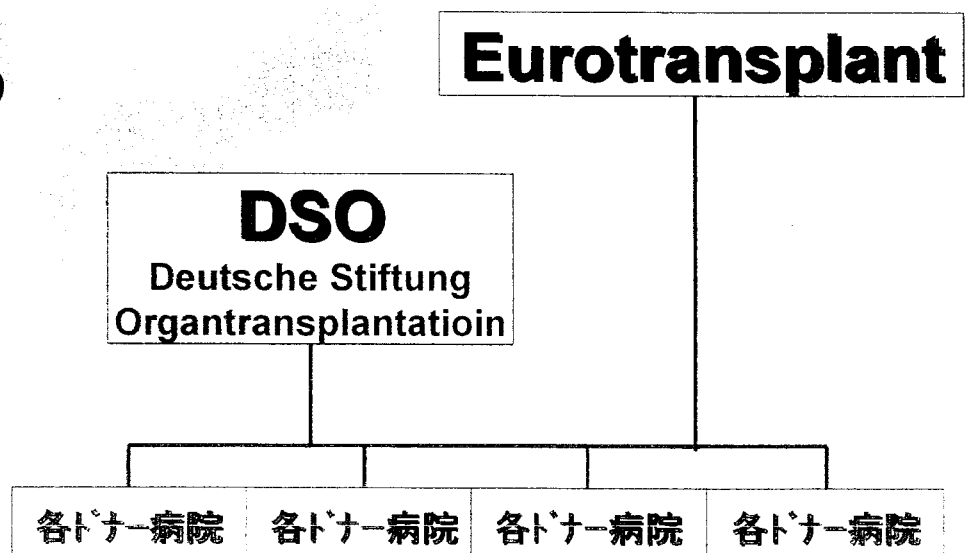 Eurotransplant
DSO
Deutsche Stiftung
Organtransplantatioin
各ﾄﾞﾅｰ病院 各ﾄﾞﾅｰ病院 各ﾄﾞﾅｰ病院 各ﾄﾞﾅｰ病院